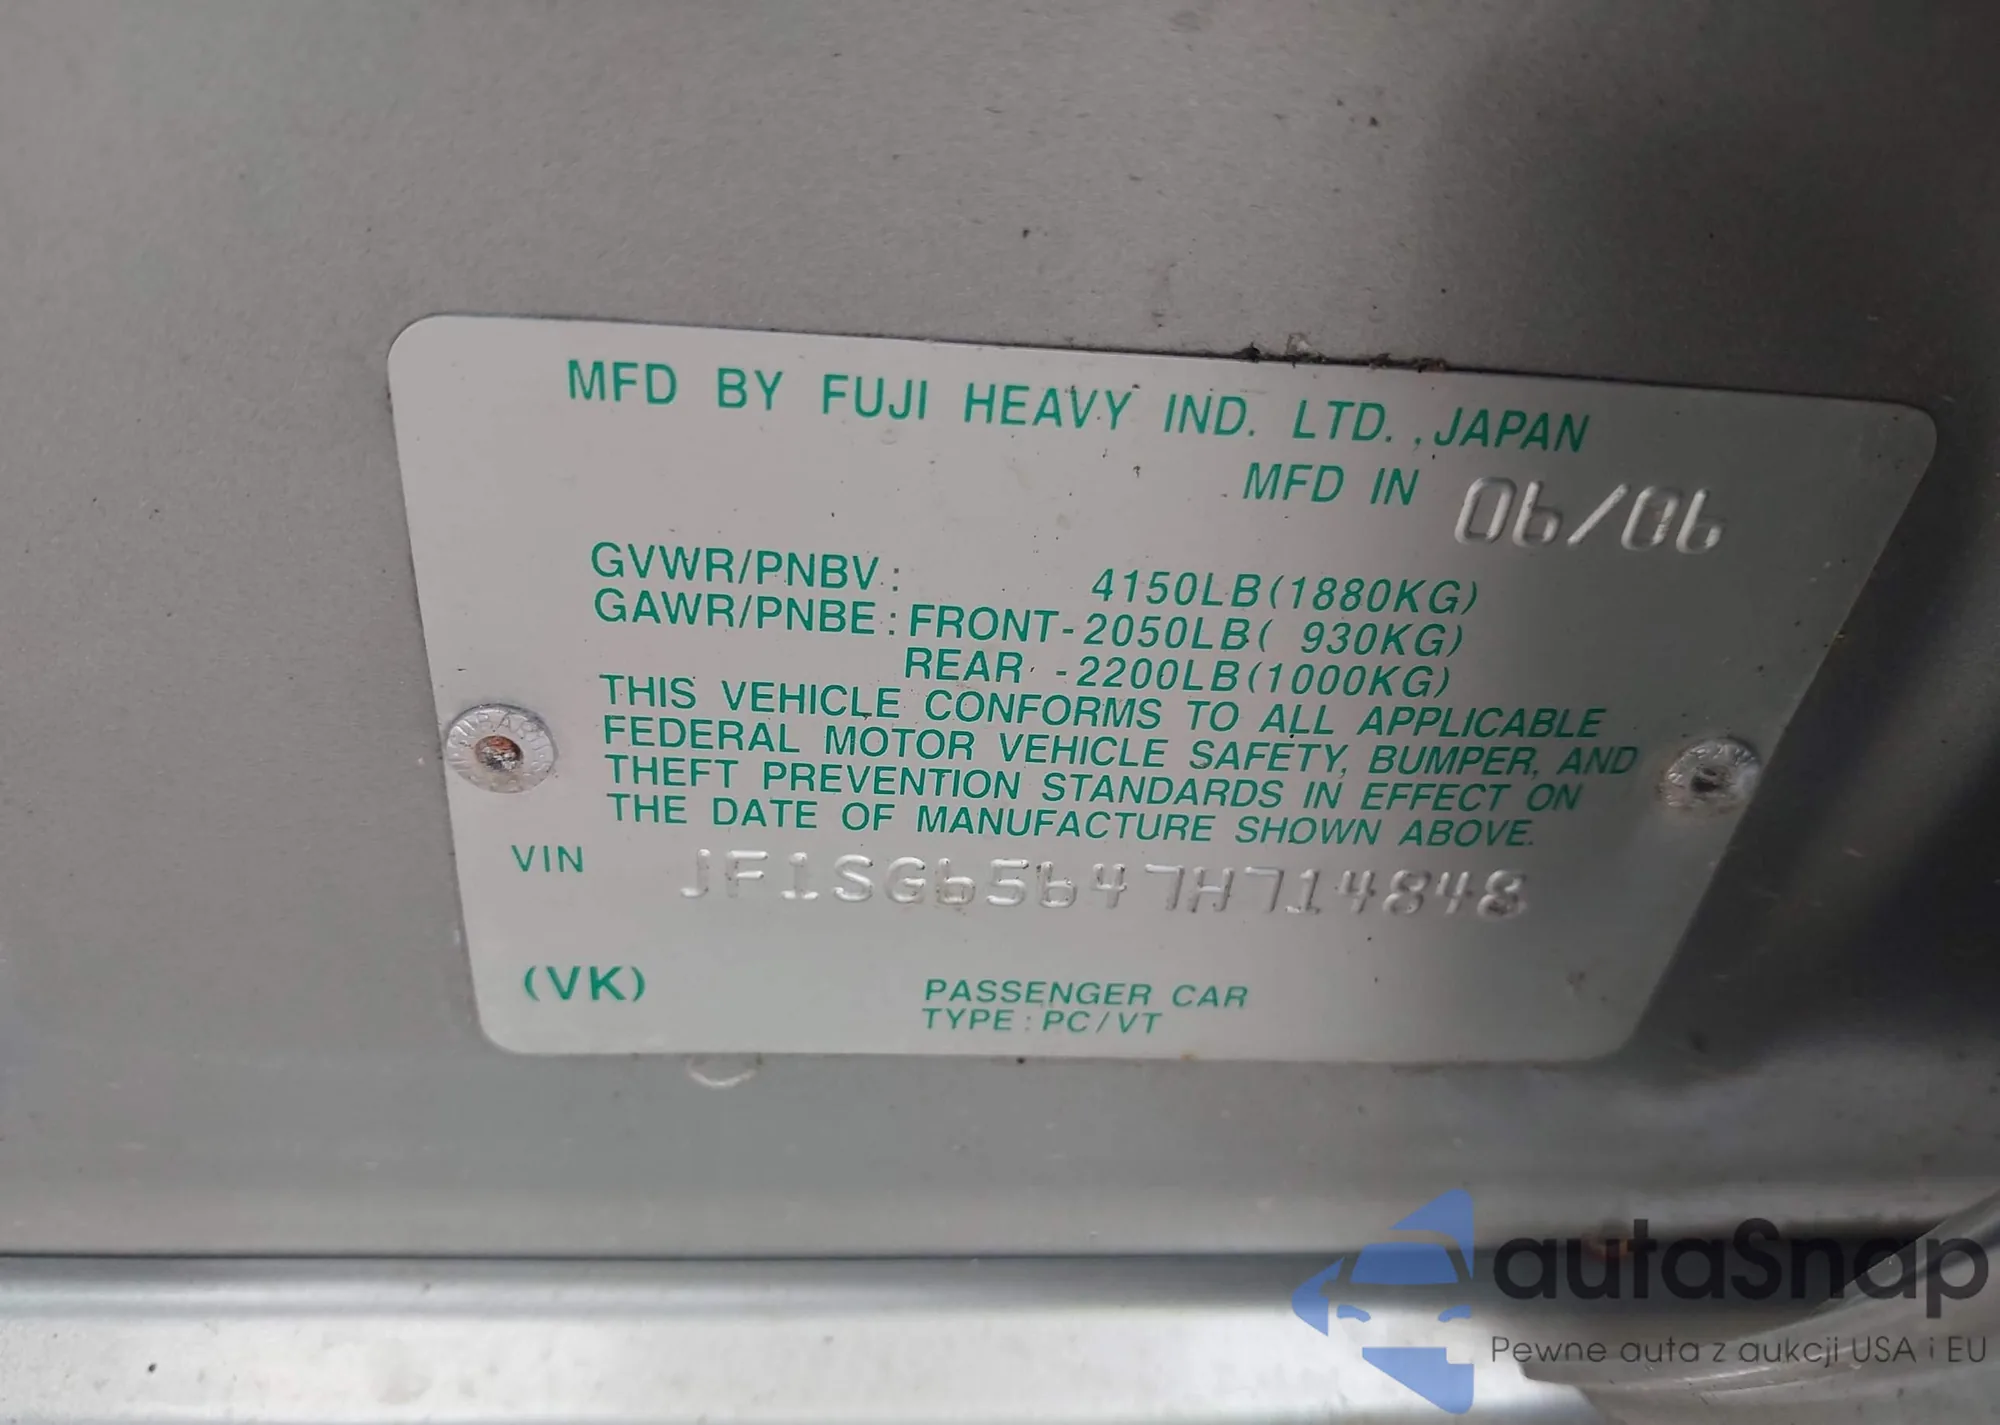 MFD BY FUJI HEAVY IND. LTD., JAPAN
MFD IN 06/06
GVWR/PNBV: 4150LB(1880KG)
GAWR/PNBE: FRONT-2050LB( 930KG)
REAR -2200LB(1000KG)
THIS VEHICLE CONFORMS TO ALL APPLICABLE
FEDERAL MOTOR VEHICLE SAFETY, BUMPER, AND
THEFT PREVENTION STANDARDS IN EFFECT ON
THE DATE OF MANUFACTURE SHOWN ABOVE.
VIN JF1SG65647H714848
(VK) PASSENGER CAR
TYPE: PC/VT
autaSnap
Pewne auta z aukcji USA i EU